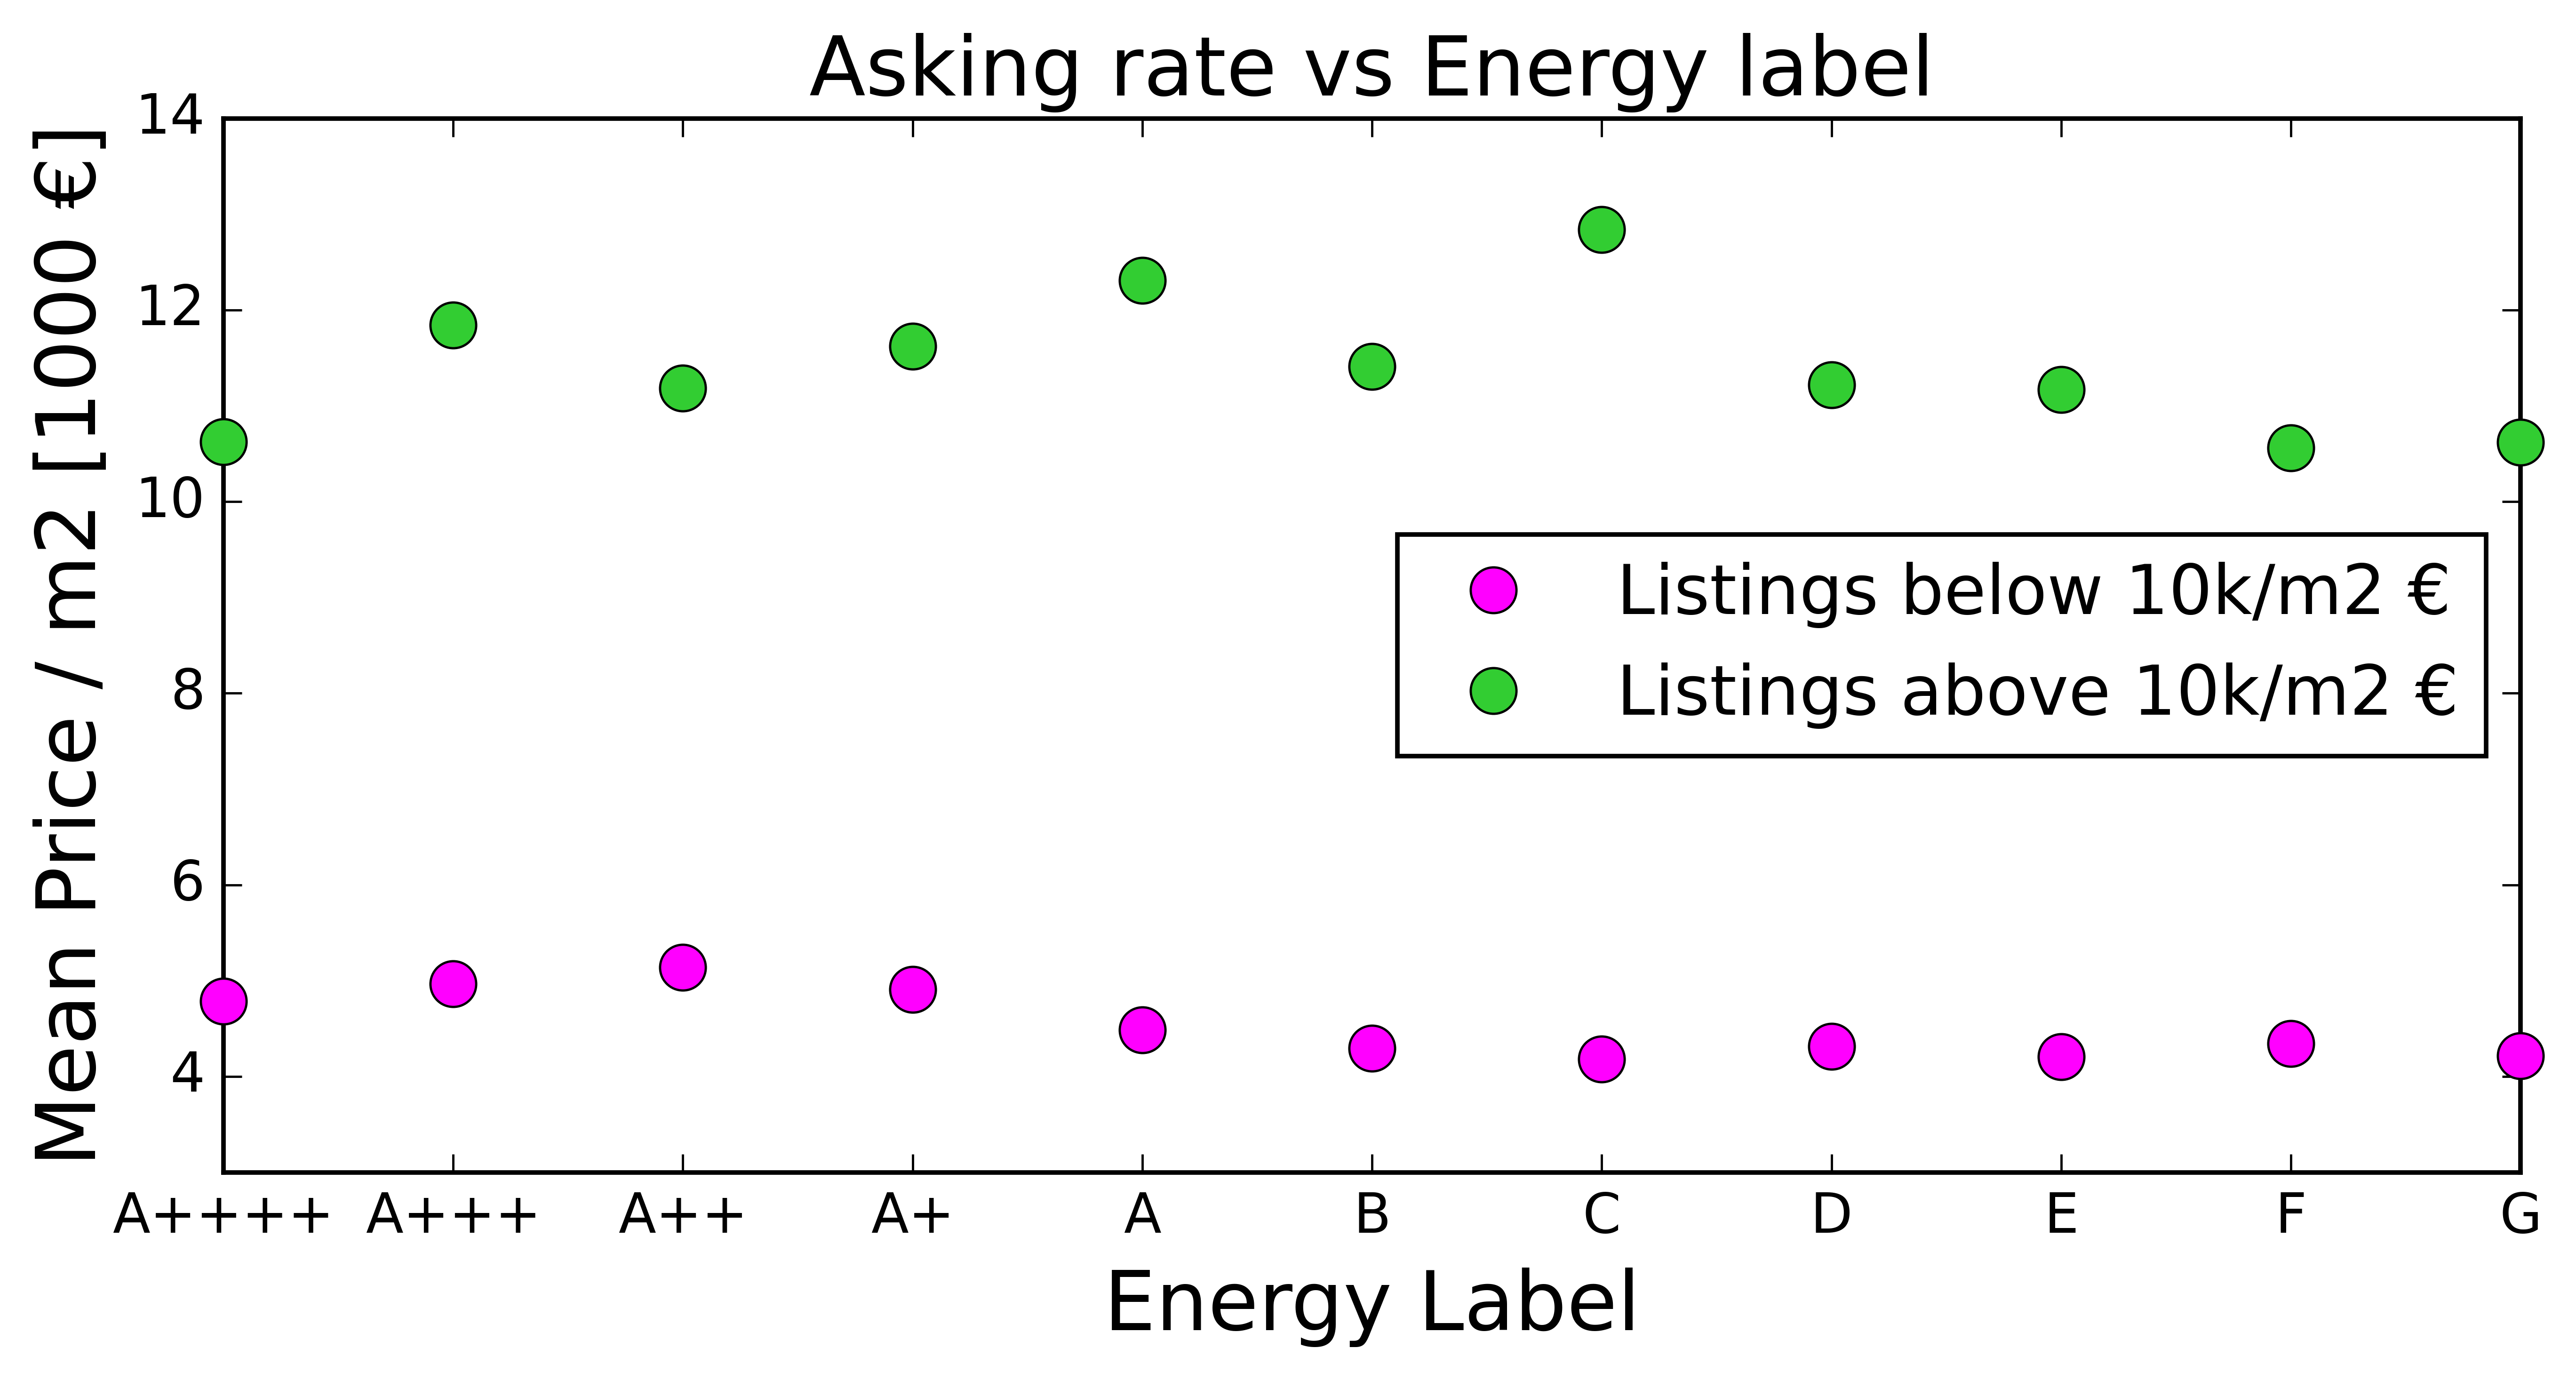 Asking rate vs Energy label
Mean Price / m2 [1000 €]
14
12
10
8
6
4
Listings below 10k/m2 €
Listings above 10k/m2 €
A++++ A+++ A++ A+ A B C D E F G
Energy Label